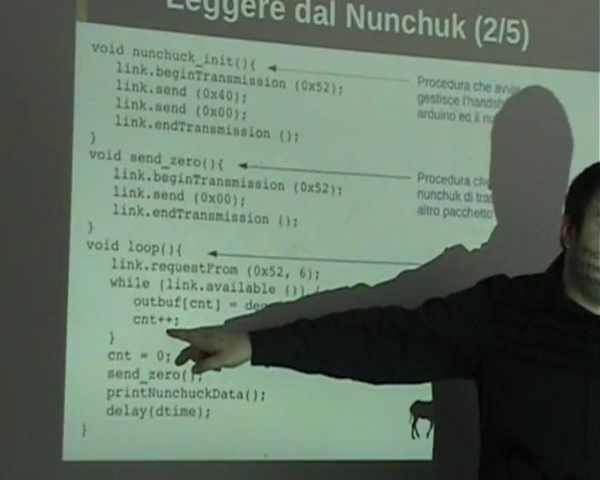 Leggere dal Nunchuk (2/5)
void nunchuck_init(){
link.beginTransmission (0x52);
link.send (0x40);
link.send (0x00);
link.endTransmission ();
}
Procedura che
gestisce
arduino ed il
void send_zero(){
link.beginTransmission (0x52);
link.send (0x00);
link.endTransmission ();
}
Procedura
nunchuk di
altro pacchetto
void loop(){
link.requestFrom (0x52, 6);
while (link.available ())
outbuf[cnt] =
cnt++;
}
cnt = 0;
send_zero();
printNunchuckData();
delay(dtime);
}